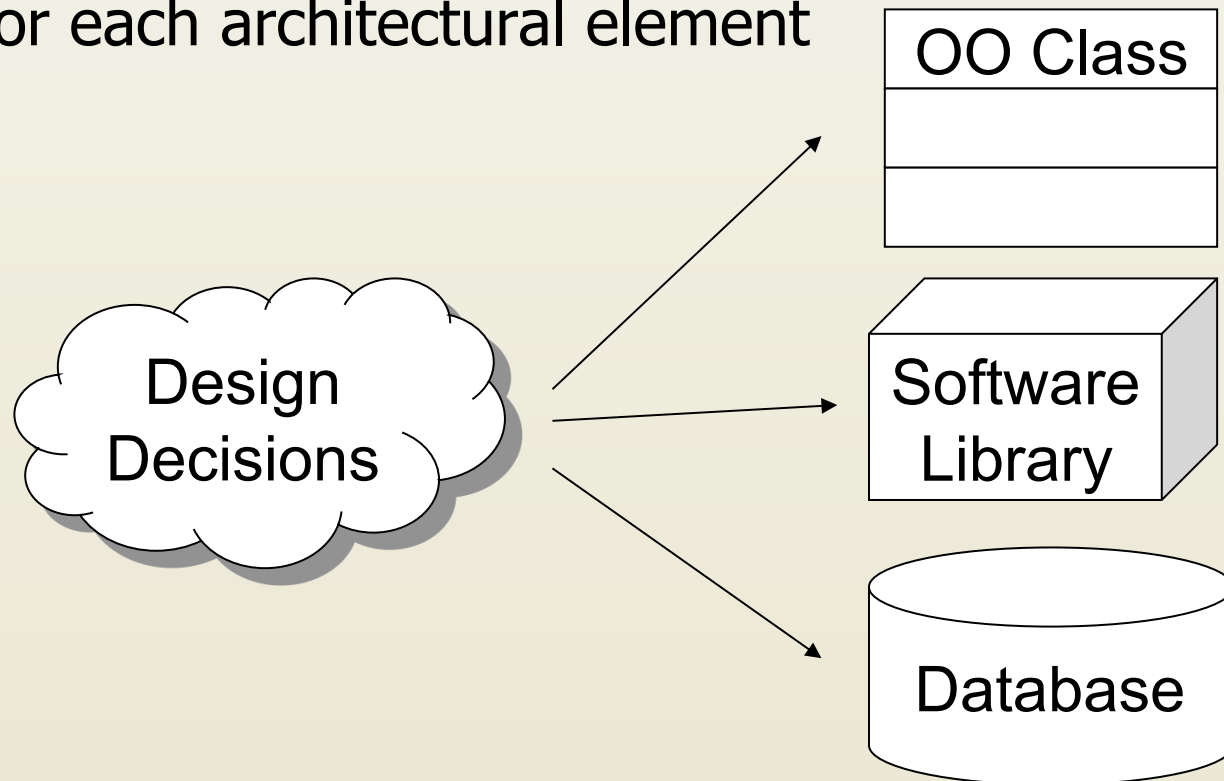 or each architectural element
OO Class
Design
Decisions
Software
Library
Database